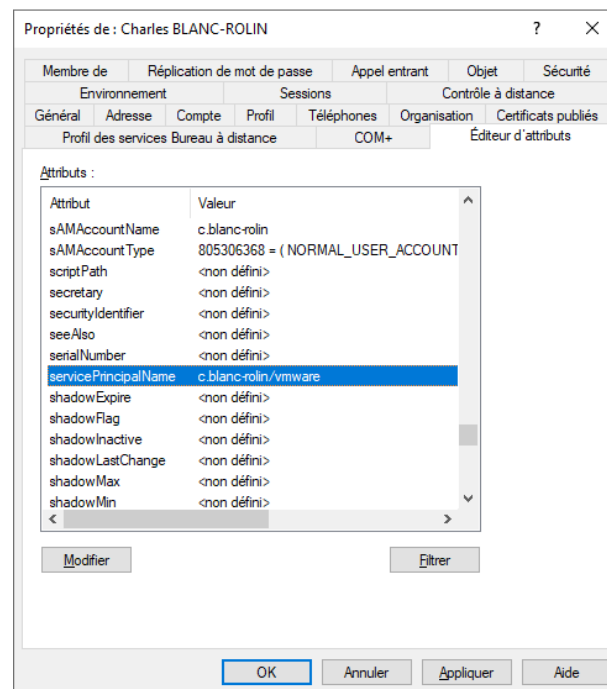 Propriétés de : Charles BLANC-ROLIN ? ×
Membre de Réplication de mot de passe Appel entrant Objet Sécurité
Environnement Sessions Contrôle à distance
Général Adresse Compte Profil Téléphones Organisation Certificats publiés
Profil des services Bureau à distance COM+ Éditeur d'attributs
Attributs :
Attribut Valeur
sAMAccountName c.blanc-rolin
sAMAccountType 805306368 = ( NORMAL_USER_ACCOUNT
scriptPath <non défini>
secretary <non défini>
securityIdentifier <non défini>
seeAlso <non défini>
serialNumber <non défini>
servicePrincipalName c.blanc-rolin/vmware
shadowExpire <non défini>
shadowFlag <non défini>
shadowInactive <non défini>
shadowLastChange <non défini>
shadowMax <non défini>
shadowMin <non défini>
Modifier Filtrer
OK Annuler Appliquer Aide